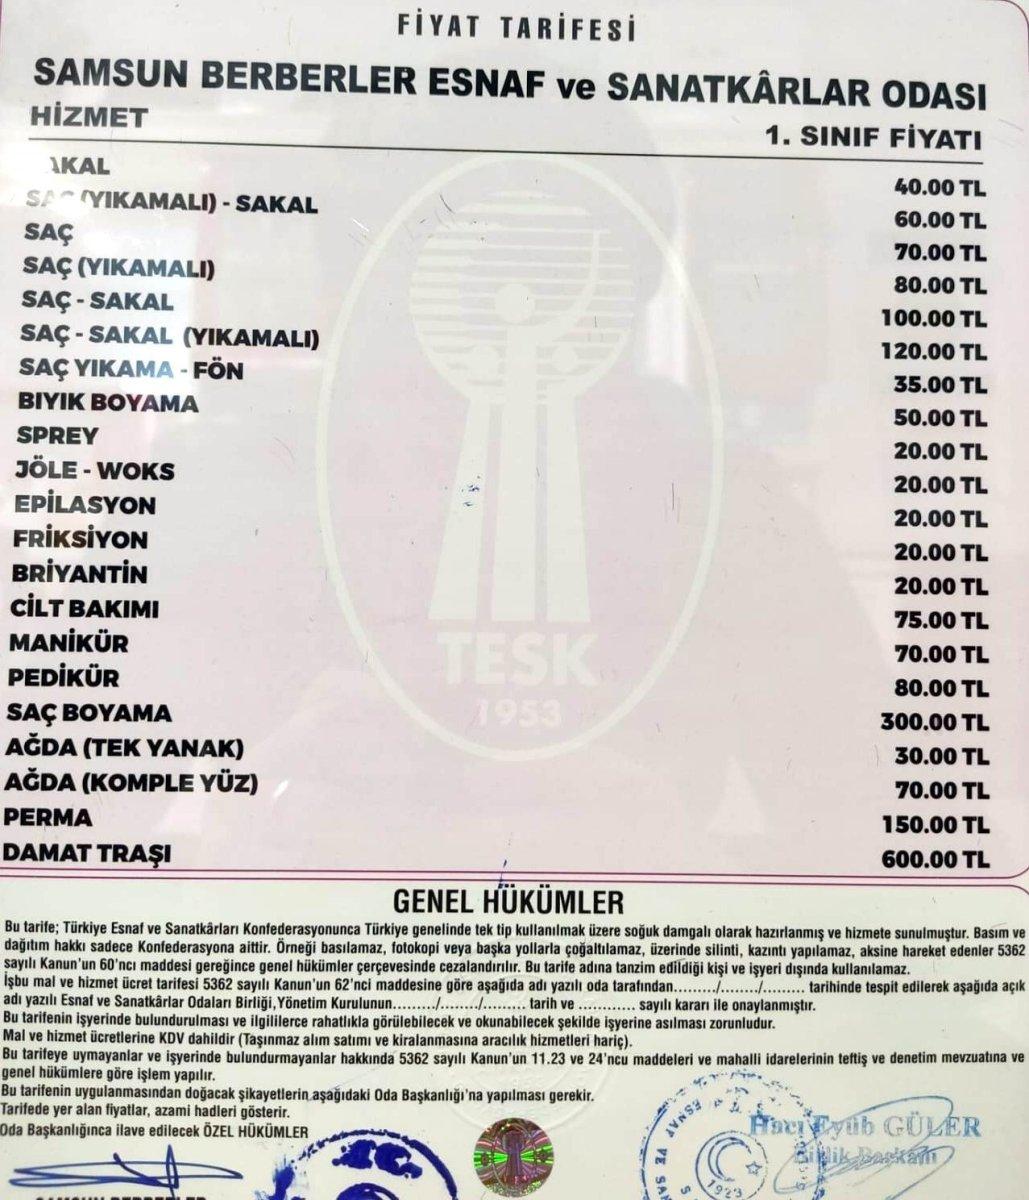 FİYAT TARİFESİ
SAMSUN BERBERLER ESNAF ve SANATKÂRLAR ODASI
HİZMET 1. SINIF FİYATI
AKAL 40.00 TL
SAÇ (YIKAMALI) - SAKAL 60.00 TL
SAÇ 70.00 TL
SAÇ (YIKAMALI) 80.00 TL
SAÇ - SAKAL 100.00 TL
SAÇ - SAKAL (YIKAMALI) 120.00 TL
SAÇ YIKAMA - FÖN 35.00 TL
BIYIK BOYAMA 50.00 TL
SPREY 20.00 TL
JÖLE - WOKS 20.00 TL
EPİLASYON 20.00 TL
FRİKSİYON 20.00 TL
BRİYANTİN 20.00 TL
CİLT BAKIMI 75.00 TL
MANİKÜR 70.00 TL
PEDİKÜR 80.00 TL
SAÇ BOYAMA 300.00 TL
AĞDA (TEK YANAK) 30.00 TL
AĞDA (KOMPLE YÜZ) 70.00 TL
PERMA 150.00 TL
DAMAT TRAŞI 600.00 TL
TESK
1953
GENEL HÜKÜMLER
Bu tarife; Türkiye Esnaf ve Sanatkârları Konfederasyonunca Türkiye genelinde tek tip kullanılmak üzere soğuk damgalı olarak hazırlanmış ve hizmete sunulmuştur. Basım ve
dağıtım hakkı sadece Konfederasyona aittir. Örneği basılamaz, fotokopi veya başka yollarla çoğaltılamaz, üzerinde silinti, kazıntı yapılamaz, aksine hareket edenler 5362
sayılı Kanun'un 60'ncı maddesi gereğince genel hükümler çerçevesinde cezalandırılır. Bu tarife adına tanzim edildiği kişi ve işyeri dışında kullanılamaz.
İşbu mal ve hizmet ücret tarifesi 5362 sayılı Kanun'un 62'nci maddesine göre aşağıda adı yazılı oda tarafından......../......../........ tarihinde tespit edilerek aşağıda açık
adı yazılı Esnaf ve Sanatkârlar Odaları Birliği,Yönetim Kurulunun......../......../........ tarih ve ........... sayılı kararı ile onaylanmıştır.
Bu tarifenin işyerinde bulundurulması ve ilgililerce rahatlıkla görülebilecek ve okunabilecek şekilde işyerine asılması zorunludur.
Mal ve hizmet ücretlerine KDV dahildir (Taşınmaz alım satımı ve kiralanmasına aracılık hizmetleri hariç).
Bu tarifeye uymayanlar ve işyerinde bulundurmayanlar hakkında 5362 sayılı Kanun'un 11.23 ve 24'ncu maddeleri ve mahalli idarelerinin teftiş ve denetim mevzuatına ve
genel hükümlere göre işlem yapılır.
Bu tarifenin uygulanmasından doğacak şikayetlerin aşağıdaki Oda Başkanlığı'na yapılması gerekir.
Tarifede yer alan fiyatlar, azami hadleri gösterir.
Oda Başkanlığınca ilave edilecek ÖZEL HÜKÜMLER
Hacı Eyüb GÜLER
Birlik Başkanı
ESNAF VE SA
1923